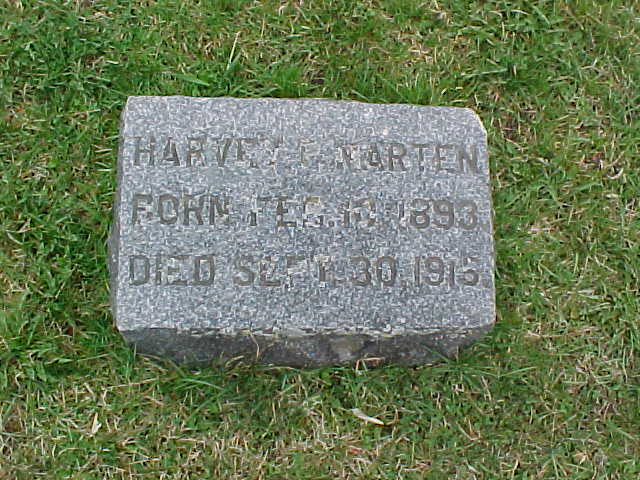 HARVEY F. MARTEN
BORN FEB. 1893
DIED SEPT. 30, 1915.